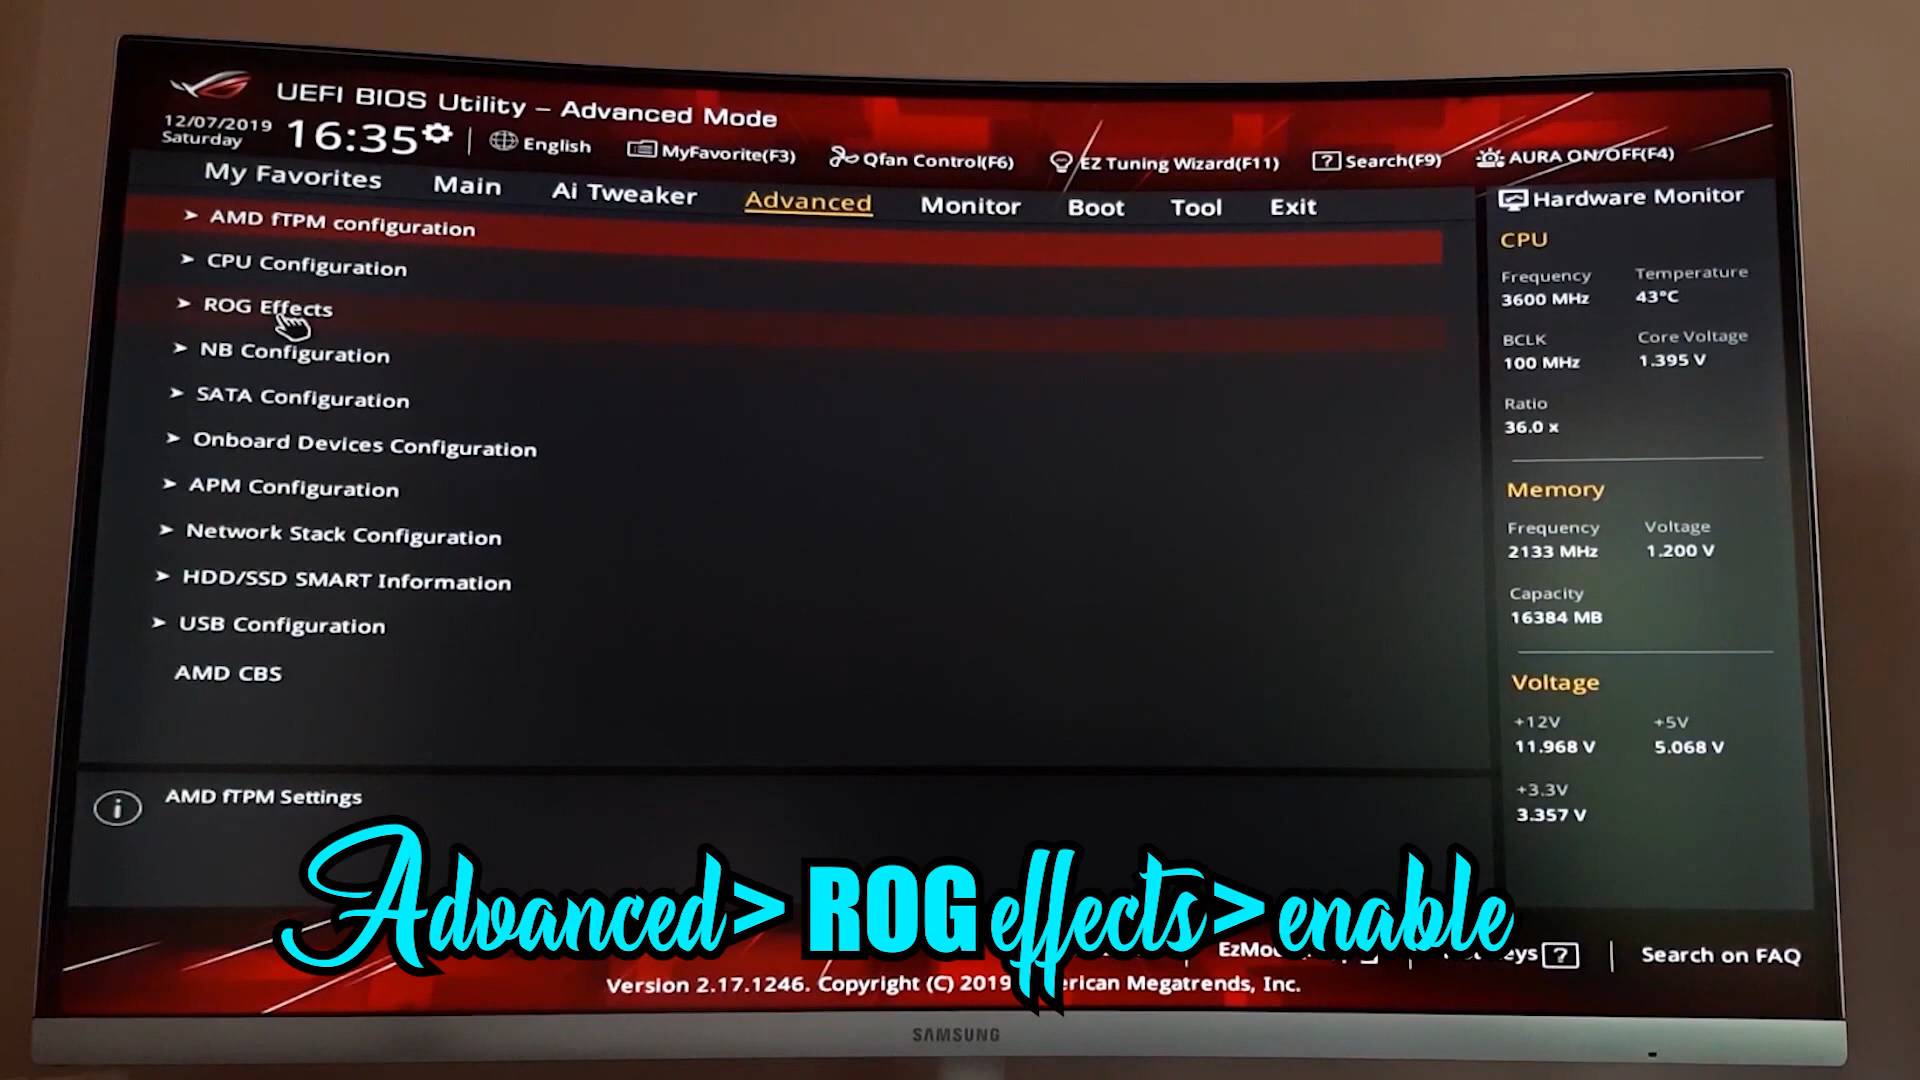 UEFI BIOS Utility – Advanced Mode
12/07/2019
Saturday
16:35
English
MyFavorite(F3)
Qfan Control(F6)
EZ Tuning Wizard(F11)
? Search(F9)
AURA ON/OFF(F4)
My Favorites
Main
Ai Tweaker
Advanced
Monitor
Boot
Tool
Exit
> AMD fTPM configuration
> CPU Configuration
> ROG Effects
> NB Configuration
> SATA Configuration
> Onboard Devices Configuration
> APM Configuration
> Network Stack Configuration
> HDD/SSD SMART Information
> USB Configuration
AMD CBS
i AMD fTPM Settings
Hardware Monitor
CPU
Frequency Temperature
3600 MHz 43°C
BCLK Core Voltage
100 MHz 1.395 V
Ratio
36.0 x
Memory
Frequency Voltage
2133 MHz 1.200 V
Capacity
16384 MB
Voltage
+12V +5V
11.968 V 5.068 V
+3.3V
3.357 V
Advanced> ROG effects> enable
? | Search on FAQ
Version 2.17.1246. Copyright (C) 2019 Megatrends, Inc.
SAMSUNG